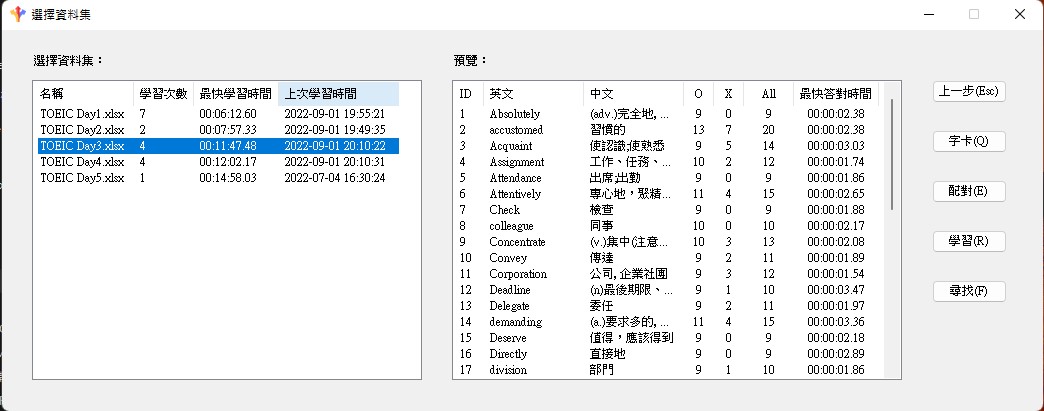 選擇資料集
選擇資料集：
預覽：
名稱 學習次數 最快學習時間 上次學習時間
TOEIC Day1.xlsx 7 00:06:12.60 2022-09-01 19:55:21
TOEIC Day2.xlsx 2 00:07:57.33 2022-09-01 19:49:35
TOEIC Day3.xlsx 4 00:11:47.48 2022-09-01 20:10:22
TOEIC Day4.xlsx 4 00:12:02.17 2022-09-01 20:10:31
TOEIC Day5.xlsx 1 00:14:58.03 2022-07-04 16:30:24
ID 英文 中文 O X All 最快答對時間
1 Absolutely (adv.)完全地, ... 9 0 9 00:00:02.38
2 accustomed 習慣的 13 7 20 00:00:02.38
3 Acquaint 使認識;使熟悉 9 5 14 00:00:03.03
4 Assignment 工作、任務、... 10 2 12 00:00:01.74
5 Attendance 出席;出勤 9 0 9 00:00:01.86
6 Attentively 專心地，聚精... 11 4 15 00:00:02.65
7 Check 檢查 9 0 9 00:00:01.88
8 colleague 同事 10 0 10 00:00:02.17
9 Concentrate (v.)集中(注意... 10 3 13 00:00:02.08
10 Convey 傳達 9 2 11 00:00:01.89
11 Corporation 公司, 企業社團 9 3 12 00:00:01.54
12 Deadline (n)最後期限、... 9 1 10 00:00:03.47
13 Delegate 委任 9 2 11 00:00:01.97
14 demanding (a.)要求多的, ... 11 4 15 00:00:03.36
15 Deserve 值得，應該得到 9 0 9 00:00:02.18
16 Directly 直接地 9 0 9 00:00:02.89
17 division 部門 9 1 10 00:00:01.86
上一步(Esc)
字卡(Q)
配對(E)
學習(R)
尋找(F)